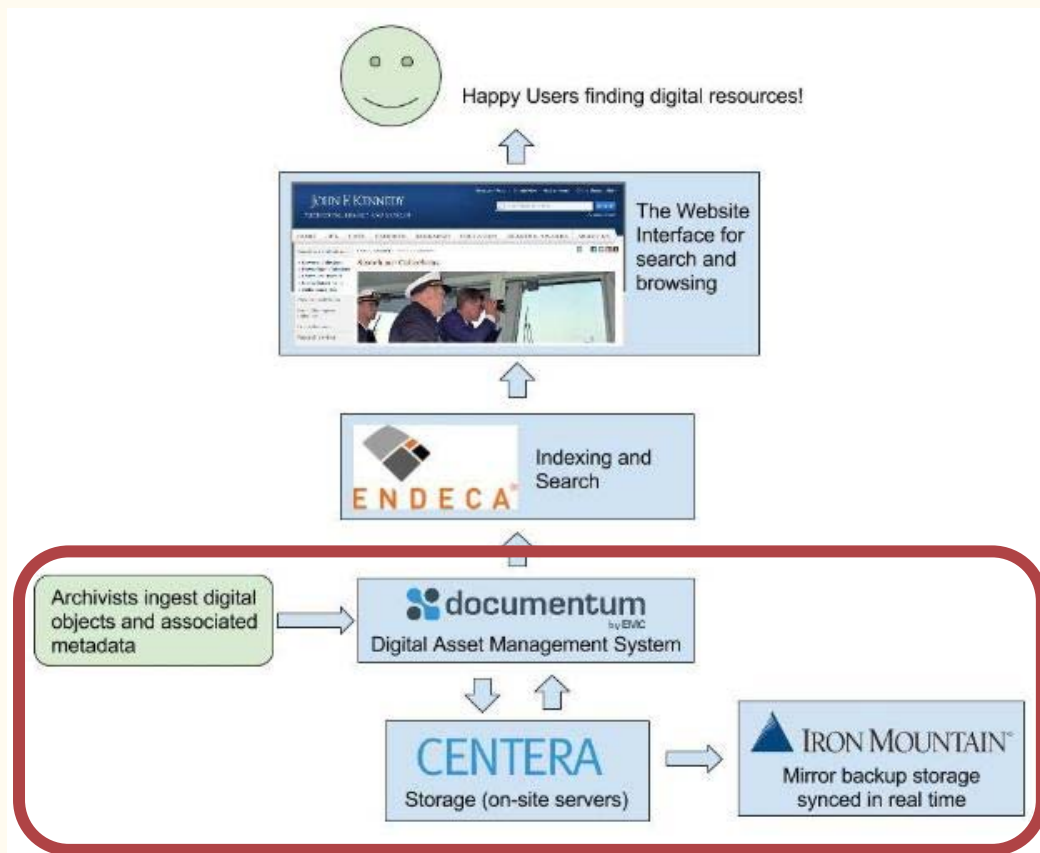 Happy Users finding digital resources!
JOHN F. KENNEDY
The Website
Interface for
search and
browsing
ENDECA
Indexing and
Search
Archivists ingest digital
objects and associated
metadata
documentum
by EMC
Digital Asset Management System
CENTERA
Storage (on-site servers)
IRON MOUNTAIN
Mirror backup storage
synced in real time